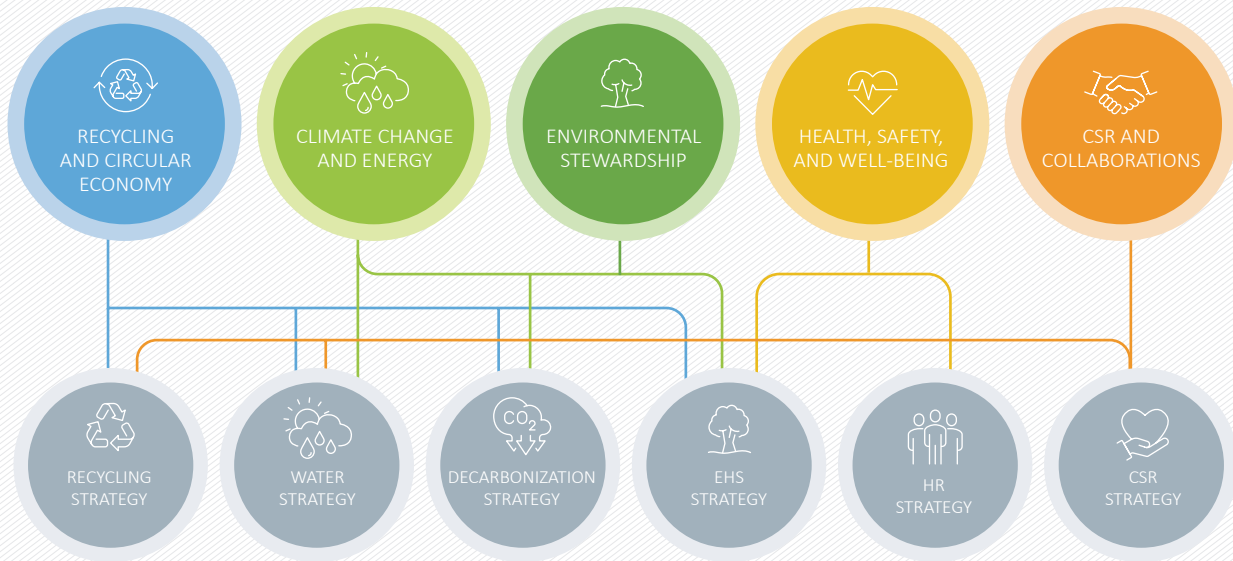 RECYCLING
AND CIRCULAR
ECONOMY
CLIMATE CHANGE
AND ENERGY
ENVIRONMENTAL
STEWARDSHIP
HEALTH, SAFETY,
AND WELL-BEING
CSR AND
COLLABORATIONS
RECYCLING
STRATEGY
WATER
STRATEGY
CO2
DECARBONIZATION
STRATEGY
EHS
STRATEGY
HR
STRATEGY
CSR
STRATEGY